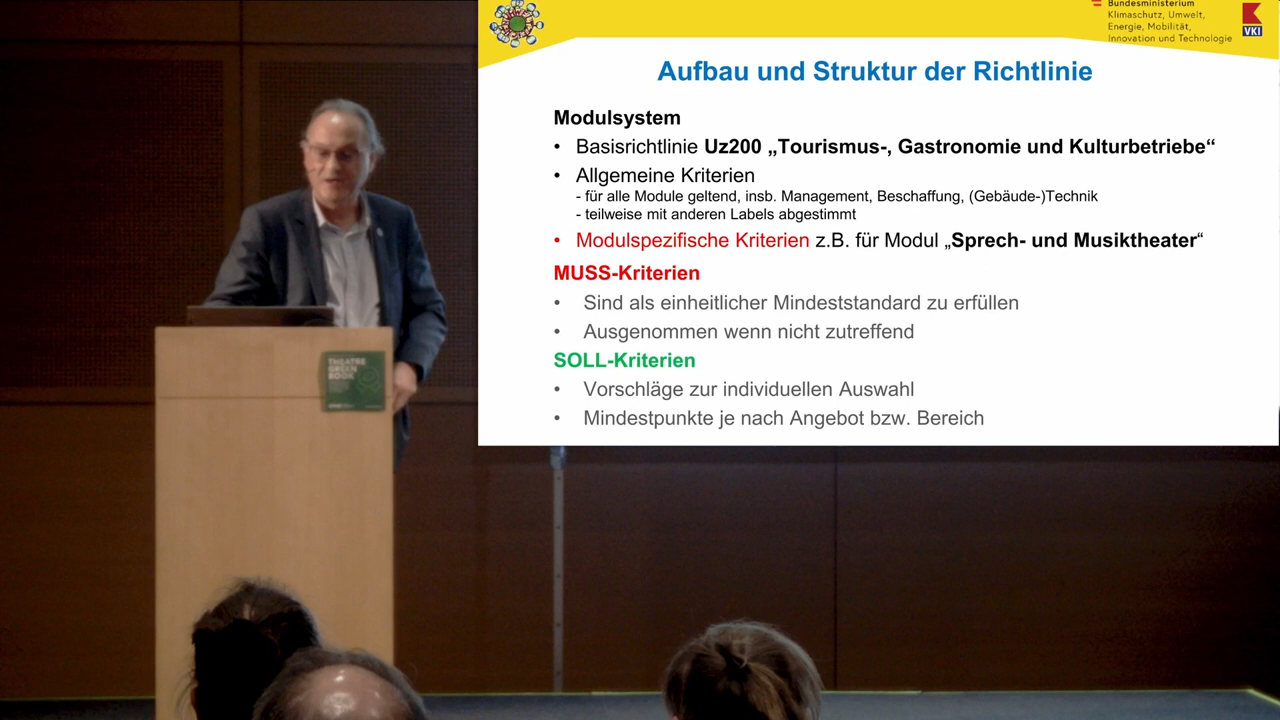 Bundesministerium
Klimaschutz, Umwelt,
Energie, Mobilität,
Innovation und Technologie
VKI
Aufbau und Struktur der Richtlinie
Modulsystem
• Basisrichtlinie Uz200 „Tourismus-, Gastronomie und Kulturbetriebe“
• Allgemeine Kriterien
- für alle Module geltend, insb. Management, Beschaffung, (Gebäude-)Technik
- teilweise mit anderen Labels abgestimmt
• Modulspezifische Kriterien z.B. für Modul „Sprech- und Musiktheater“
MUSS-Kriterien
• Sind als einheitlicher Mindeststandard zu erfüllen
• Ausgenommen wenn nicht zutreffend
SOLL-Kriterien
• Vorschläge zur individuellen Auswahl
• Mindestpunkte je nach Angebot bzw. Bereich
THEATRE
GREEN
BOOK